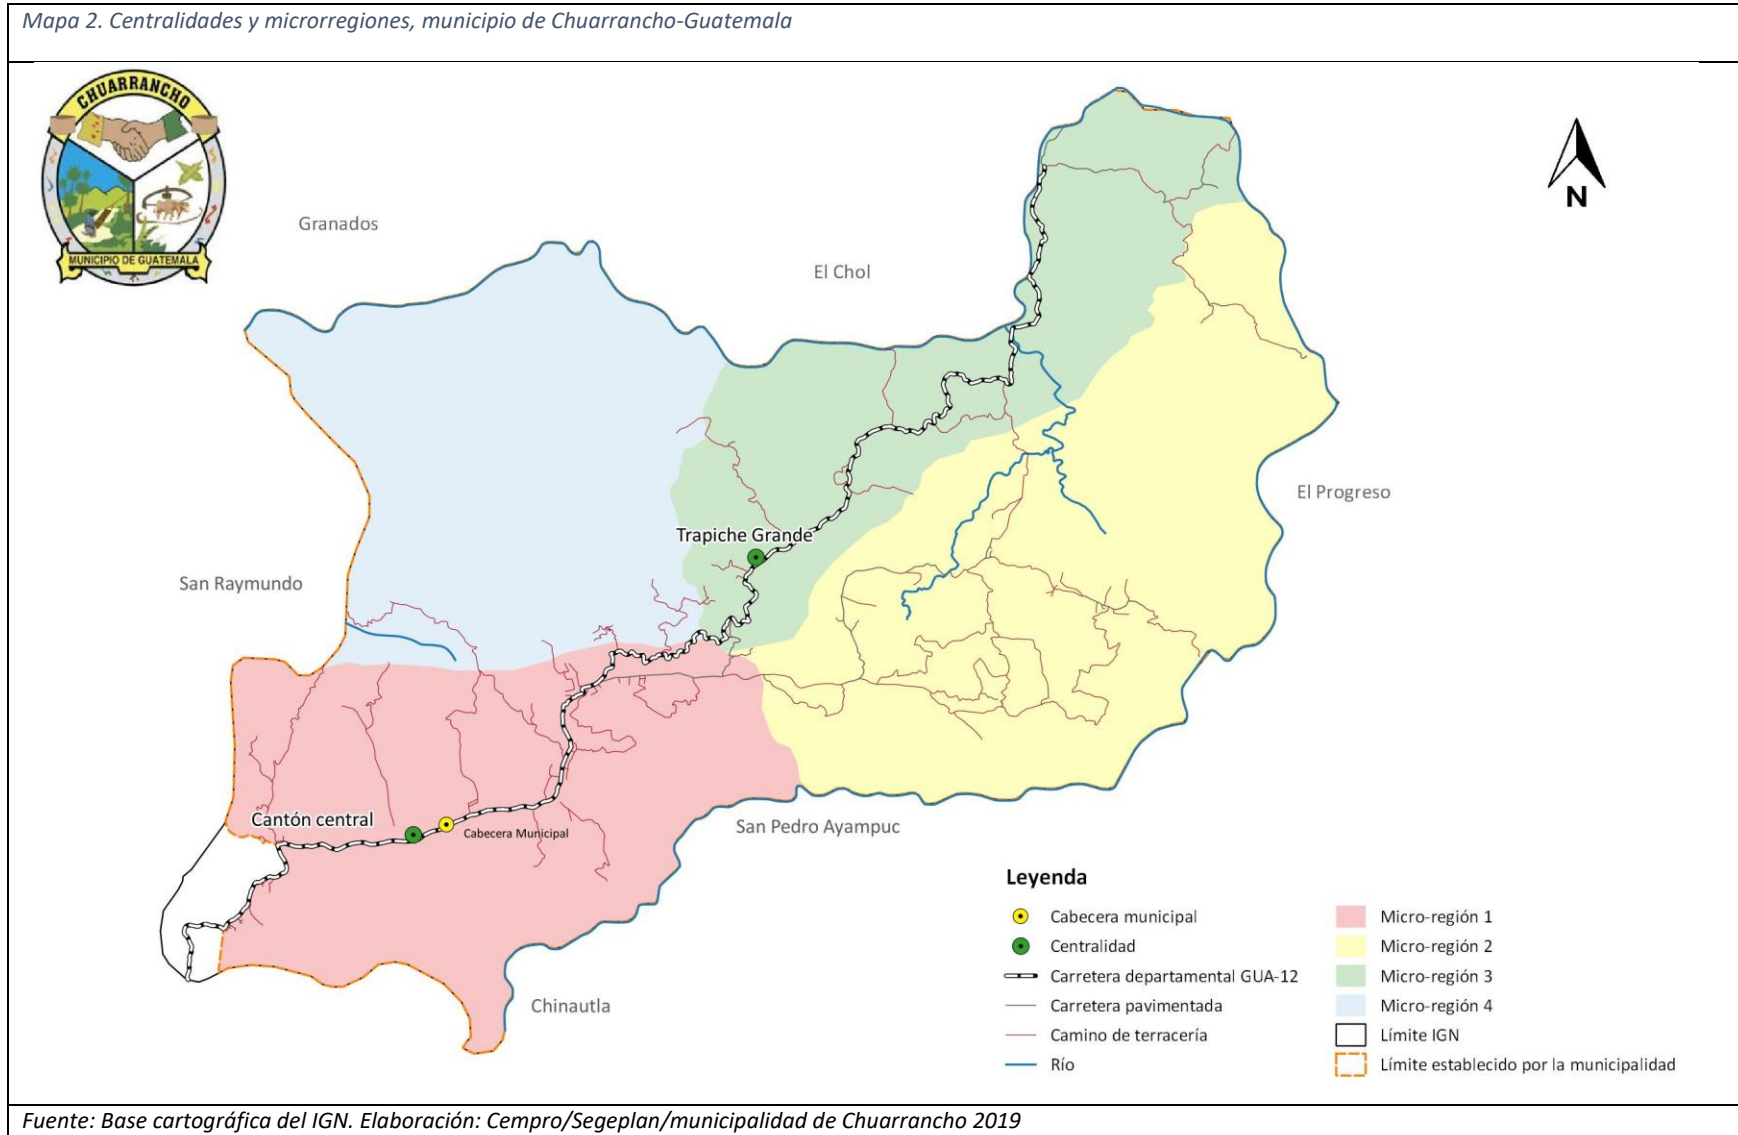 Mapa 2. Centralidades y microrregiones, municipio de Chuarrancho-Guatemala
CHUARRANCHO
MUNICIPIO DE GUATEMALA
N
Granados
El Chol
El Progreso
Trapiche Grande
San Raymundo
Cantón central
Cabecera Municipal
San Pedro Ayampuc
Chinautla
Leyenda
Cabecera municipal
Centralidad
Carretera departamental GUA-12
Carretera pavimentada
Camino de terracería
Río
Micro-región 1
Micro-región 2
Micro-región 3
Micro-región 4
Límite IGN
Límite establecido por la municipalidad
Fuente: Base cartográfica del IGN. Elaboración: Cempro/Segeplan/municipalidad de Chuarrancho 2019